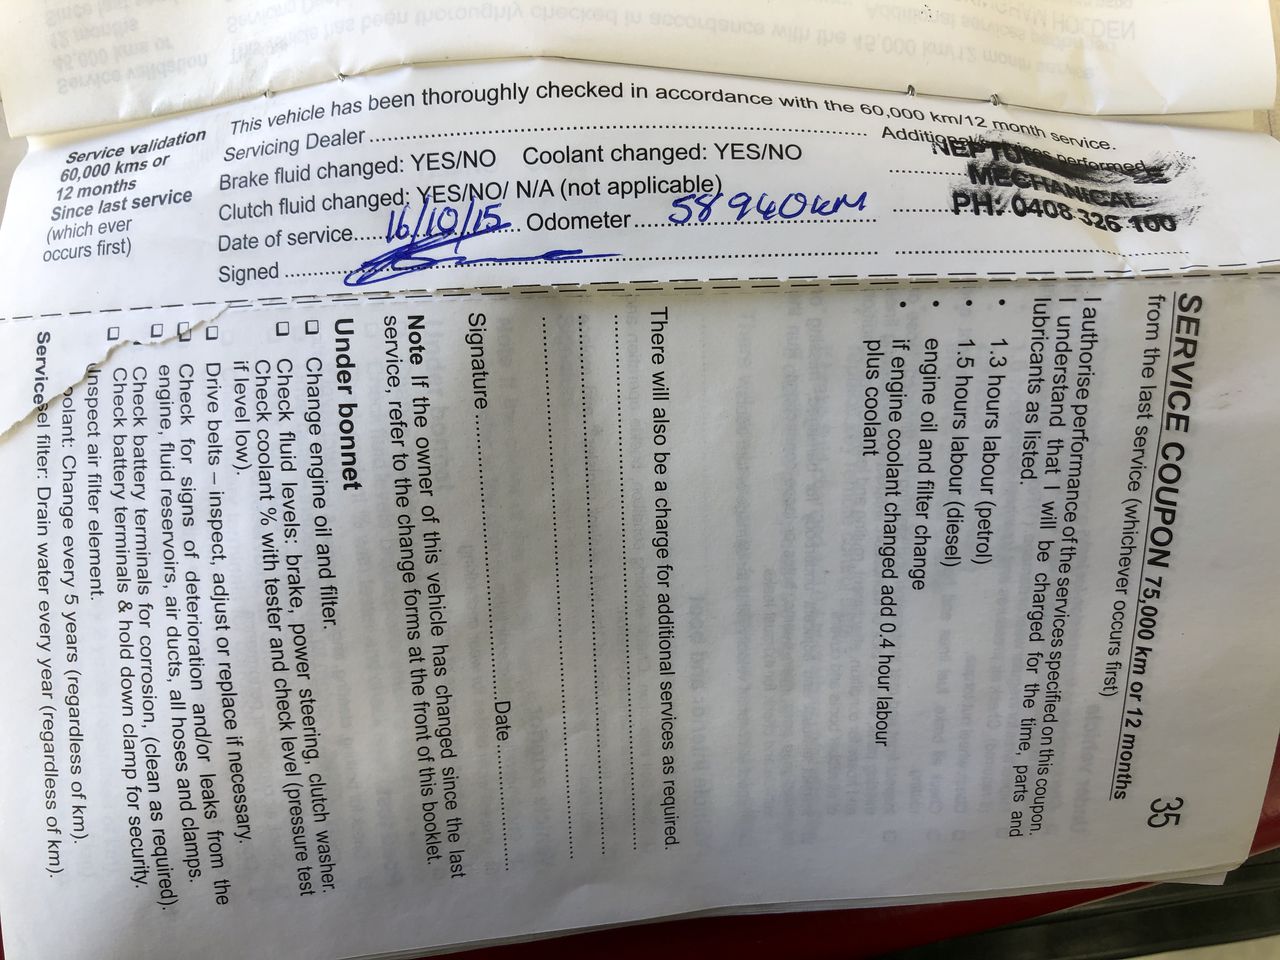 Service validation
60,000 kms or
12 months
Since last service
(which ever
occurs first)
This vehicle has been thoroughly checked in accordance with the 60,000 km/12 month service.
Servicing Dealer
Brake fluid changed: YES/NO Coolant changed: YES/NO
Clutch fluid changed: YES/NO/ N/A (not applicable)
Date of service 16/10/15 Odometer 58940KM
Signed
Additional performed
MECHANICAL
PH: 0408 326 100
SERVICE COUPON 75,000 km or 12 months 35
from the last service (whichever occurs first)
I authorise performance of the services specified on this coupon.
I understand that I will be charged for the time, parts and
lubricants as listed.
• 1.3 hours labour (petrol)
• 1.5 hours labour (diesel)
• engine oil and filter change
• if engine coolant changed add 0.4 hour labour
plus coolant
There will also be a charge for additional services as required.
Signature Date
Note If the owner of this vehicle has changed since the last
service, refer to the change forms at the front of this booklet.
Under bonnet
Change engine oil and filter.
Check fluid levels: brake, power steering, clutch washer.
Check coolant % with tester and check level (pressure test
if level low).
Drive belts – inspect, adjust or replace if necessary.
Check for signs of deterioration and/or leaks from the
engine, fluid reservoirs, air ducts, all hoses and clamps.
Check battery terminals for corrosion, (clean as required).
Check battery terminals & hold down clamp for security.
Inspect air filter element.
olant: Change every 5 years (regardless of km).
sel filter: Drain water every year (regardless of km).
Service